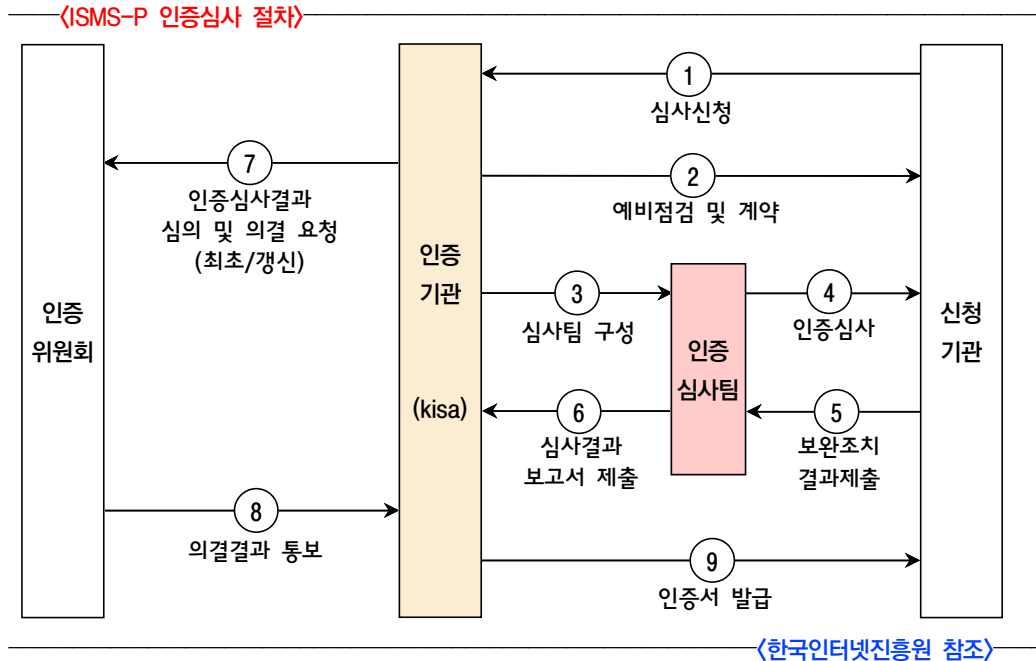 <ISMS-P 인증심사 절차>
1
심사신청
7
인증심사결과
심의 및 의결 요청
(최초/갱신)
2
예비점검 및 계약
인증
위원회
인증
기관
(kisa)
3
심사팀 구성
인증
심사팀
4
인증심사
신청
기관
6
심사결과
보고서 제출
5
보완조치
결과제출
8
의결결과 통보
9
인증서 발급
<한국인터넷진흥원 참조>